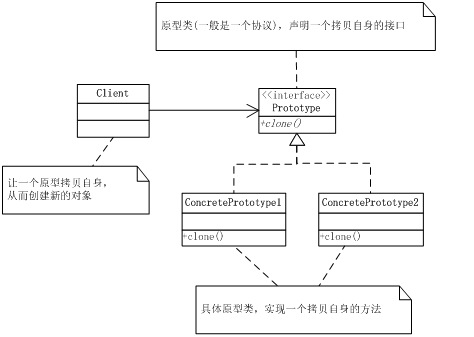 原型类(一般是一个协议)，声明一个拷贝自身的接口
Client
<<interface>>
Prototype
+clone()
让一个原型拷贝自身，
从而创建新的对象
ConcretePrototype1
+clone()
ConcretePrototype2
+clone()
具体原型类，实现一个拷贝自身的方法